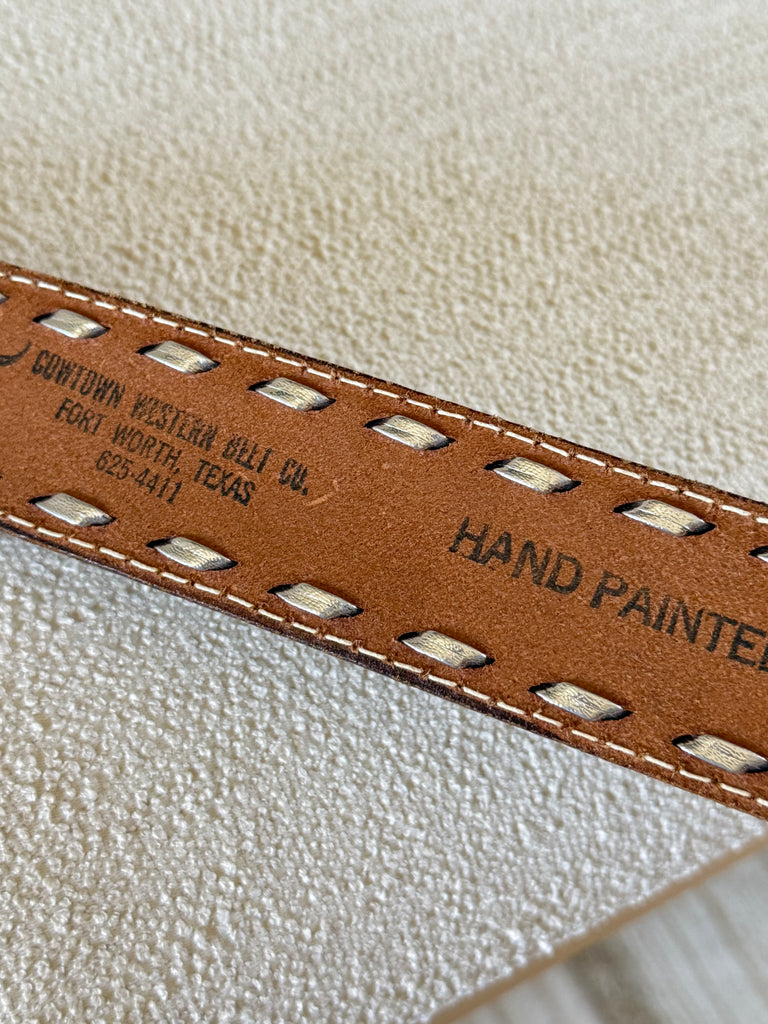 COWTOWN WESTERN BELT CO.
FORT WORTH, TEXAS
625-4411
HAND PAINTED